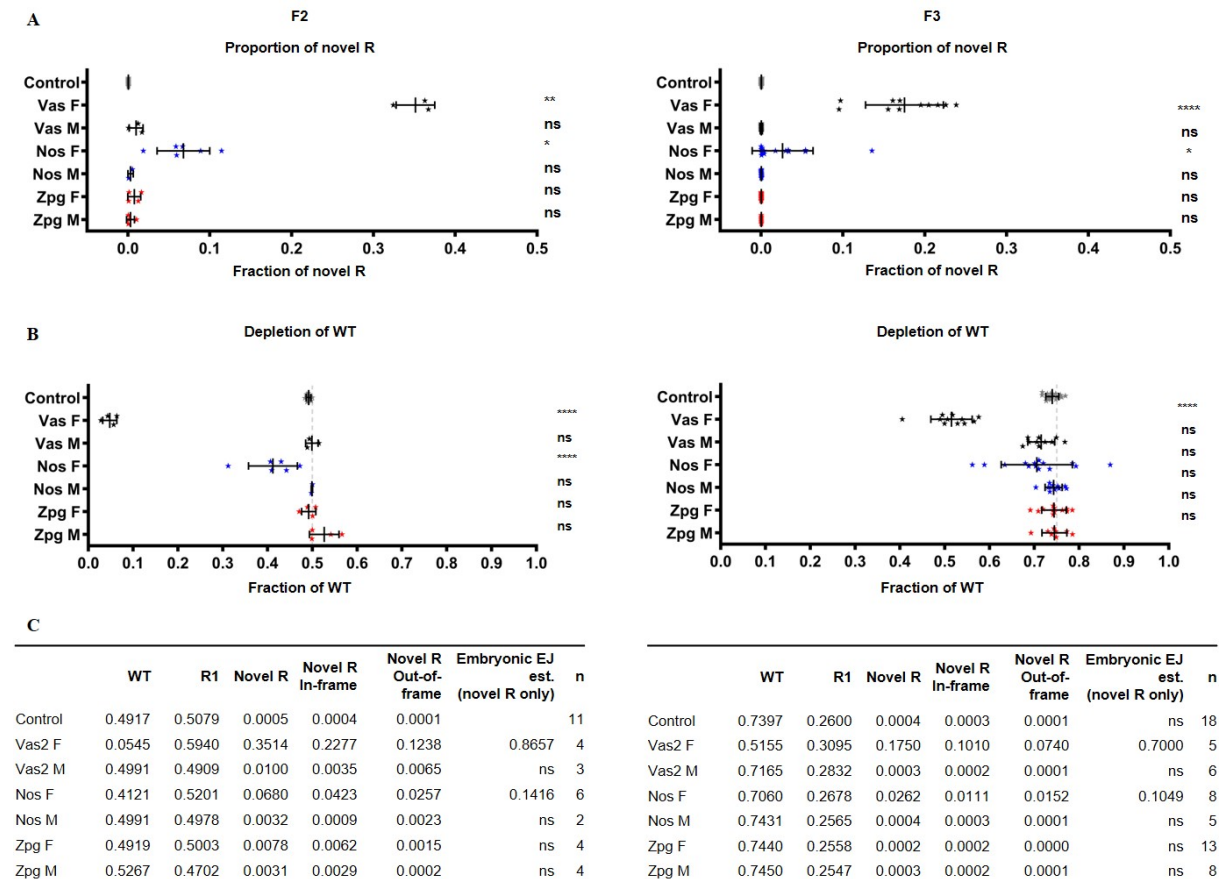 A
F2
F3
Proportion of novel R
Proportion of novel R
Control
Vas F **
Vas M ns
Nos F *
Nos M ns
Zpg F ns
Zpg M ns
0.0 0.1 0.2 0.3 0.4 0.5
Fraction of novel R
Control
Vas F ****
Vas M ns
Nos F *
Nos M ns
Zpg F ns
Zpg M ns
0.0 0.1 0.2 0.3 0.4 0.5
Fraction of novel R
B
Depletion of WT
Depletion of WT
Control
Vas F ****
Vas M ns
Nos F ****
Nos M ns
Zpg F ns
Zpg M ns
0.0 0.1 0.2 0.3 0.4 0.5 0.6 0.7 0.8 0.9 1.0
Fraction of WT
Control ****
Vas F ns
Vas M ns
Nos F ns
Nos M ns
Zpg F ns
Zpg M
0.0 0.1 0.2 0.3 0.4 0.5 0.6 0.7 0.8 0.9 1.0
Fraction of WT
C
WT R1 Novel R Novel R In-frame Novel R Out-of-frame Embryonic EJ est. (novel R only) n
Control 0.4917 0.5079 0.0005 0.0004 0.0001 11
Vas2 F 0.0545 0.5940 0.3514 0.2277 0.1238 0.8657 4
Vas2 M 0.4991 0.4909 0.0100 0.0035 0.0065 ns 3
Nos F 0.4121 0.5201 0.0680 0.0423 0.0257 0.1416 6
Nos M 0.4991 0.4978 0.0032 0.0009 0.0023 ns 2
Zpg F 0.4919 0.5003 0.0078 0.0062 0.0015 ns 4
Zpg M 0.5267 0.4702 0.0031 0.0029 0.0002 ns 4
WT R1 Novel R Novel R In-frame Novel R Out-of-frame Embryonic EJ est. (novel R only) n
Control 0.7397 0.2600 0.0004 0.0003 0.0001 ns 18
Vas2 F 0.5155 0.3095 0.1750 0.1010 0.0740 0.7000 5
Vas2 M 0.7165 0.2832 0.0003 0.0002 0.0001 ns 6
Nos F 0.7060 0.2678 0.0262 0.0111 0.0152 0.1049 8
Nos M 0.7431 0.2565 0.0004 0.0003 0.0001 ns 5
Zpg F 0.7440 0.2558 0.0002 0.0002 0.0000 ns 13
Zpg M 0.7450 0.2547 0.0003 0.0002 0.0001 ns 8